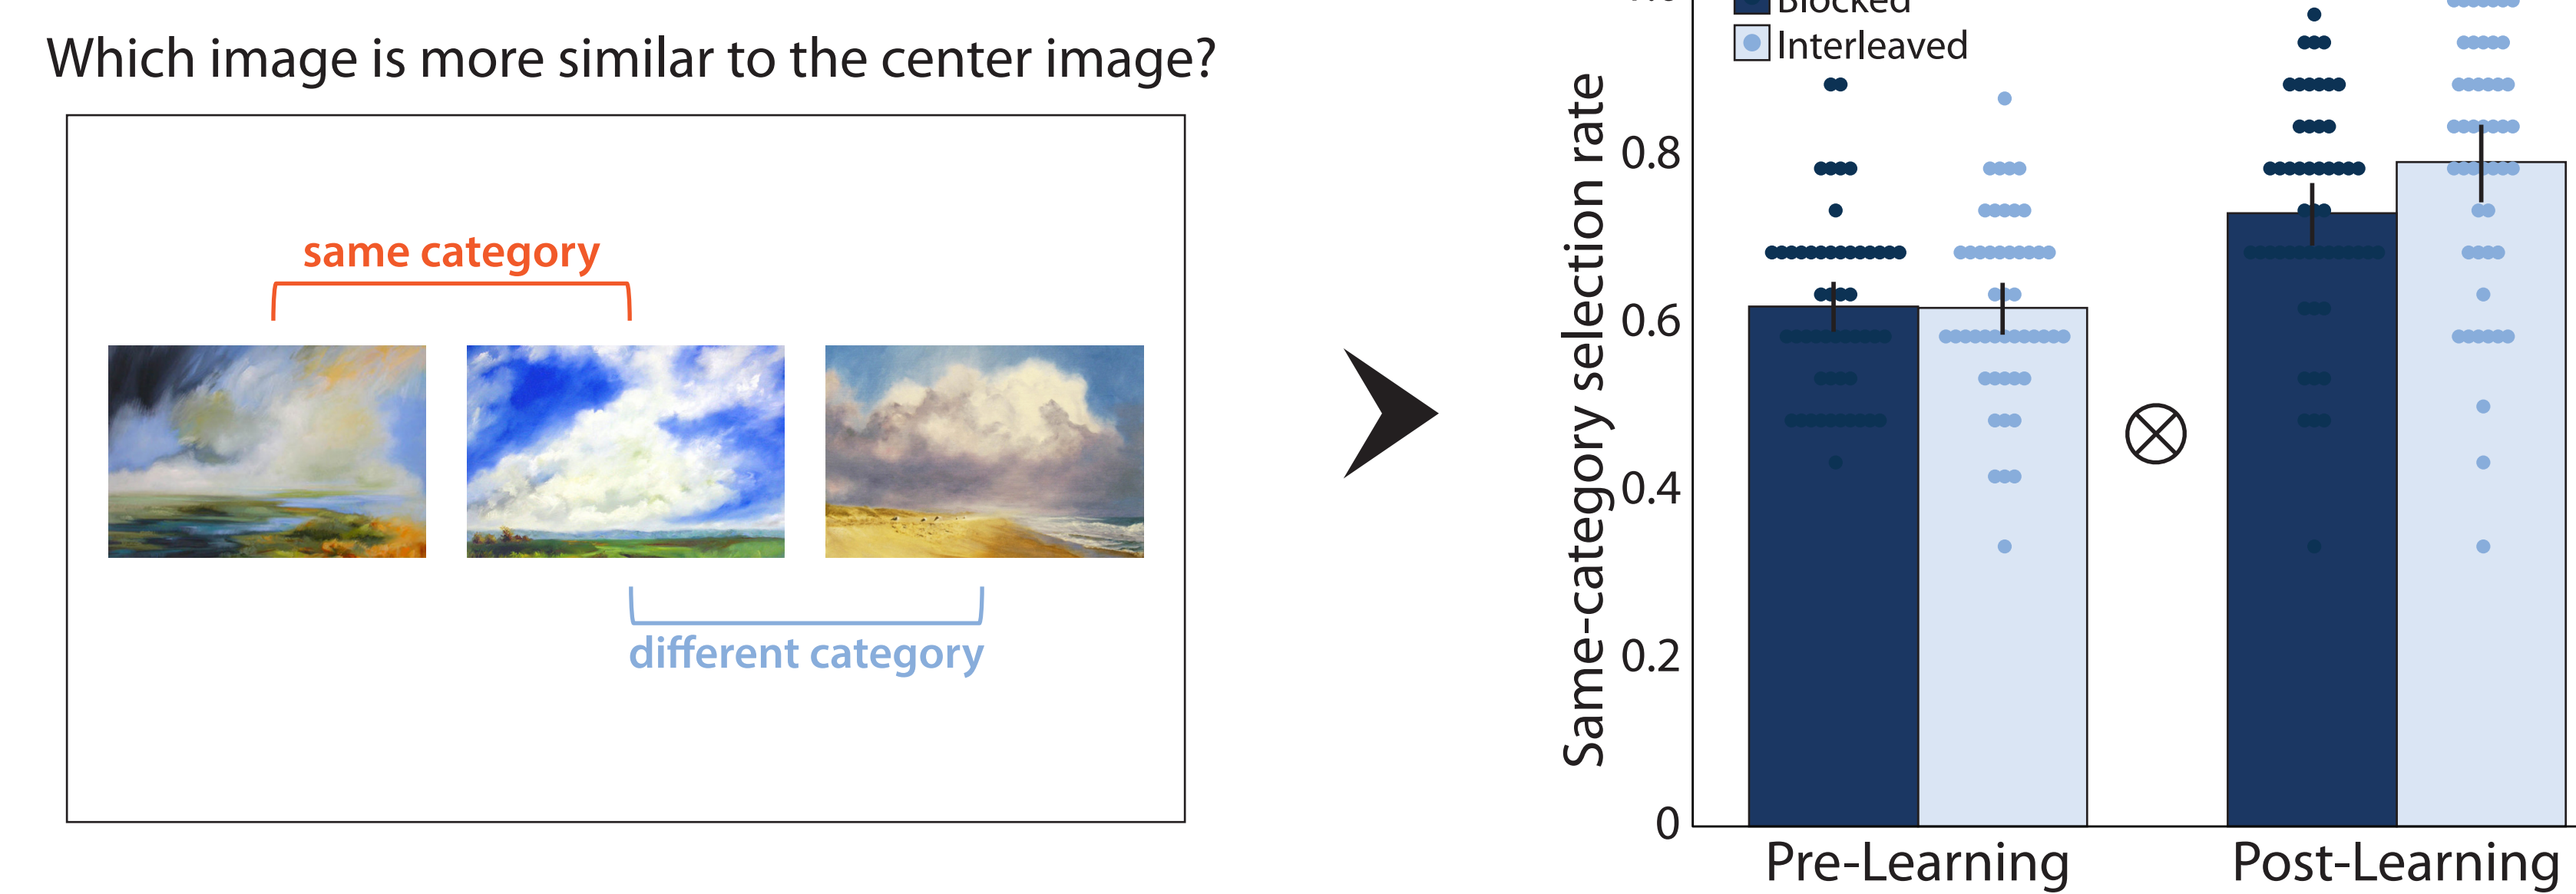 Which image is more similar to the center image?
same category
different category
Blocked
Interleaved
Same-category selection rate
0.8
0.6
0.4
0.2
0
Pre-Learning
Post-Learning